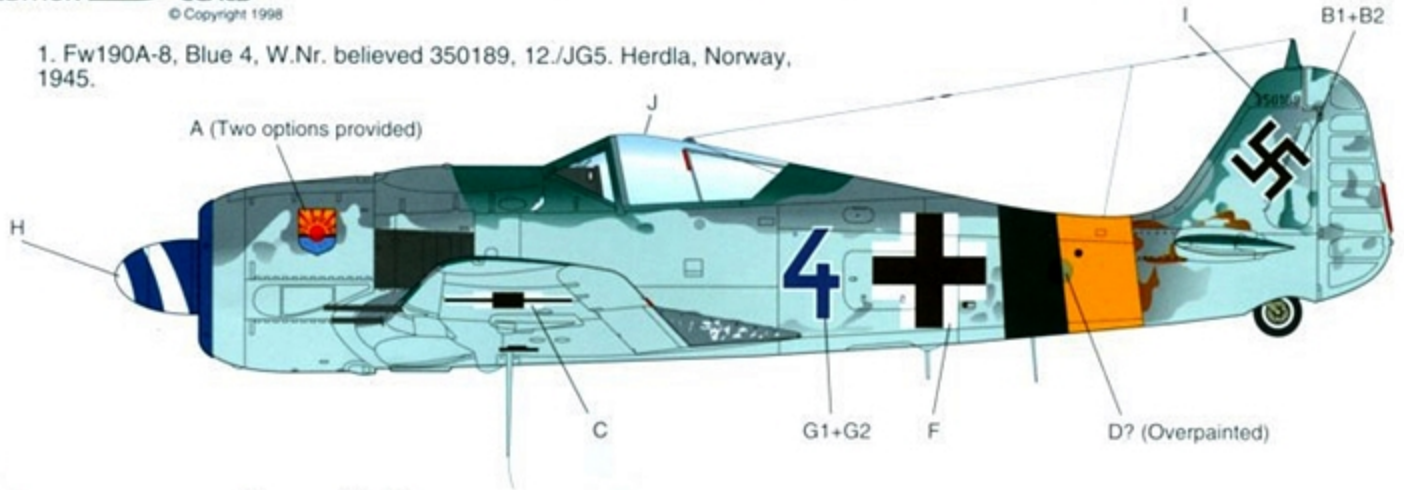 © Copyright 1998
1. Fw190A-8, Blue 4, W.Nr. believed 350189, 12./JG5. Herdla, Norway,
1945.
I
B1+B2
J
A (Two options provided)
H
4
C
G1+G2
F
D? (Overpainted)